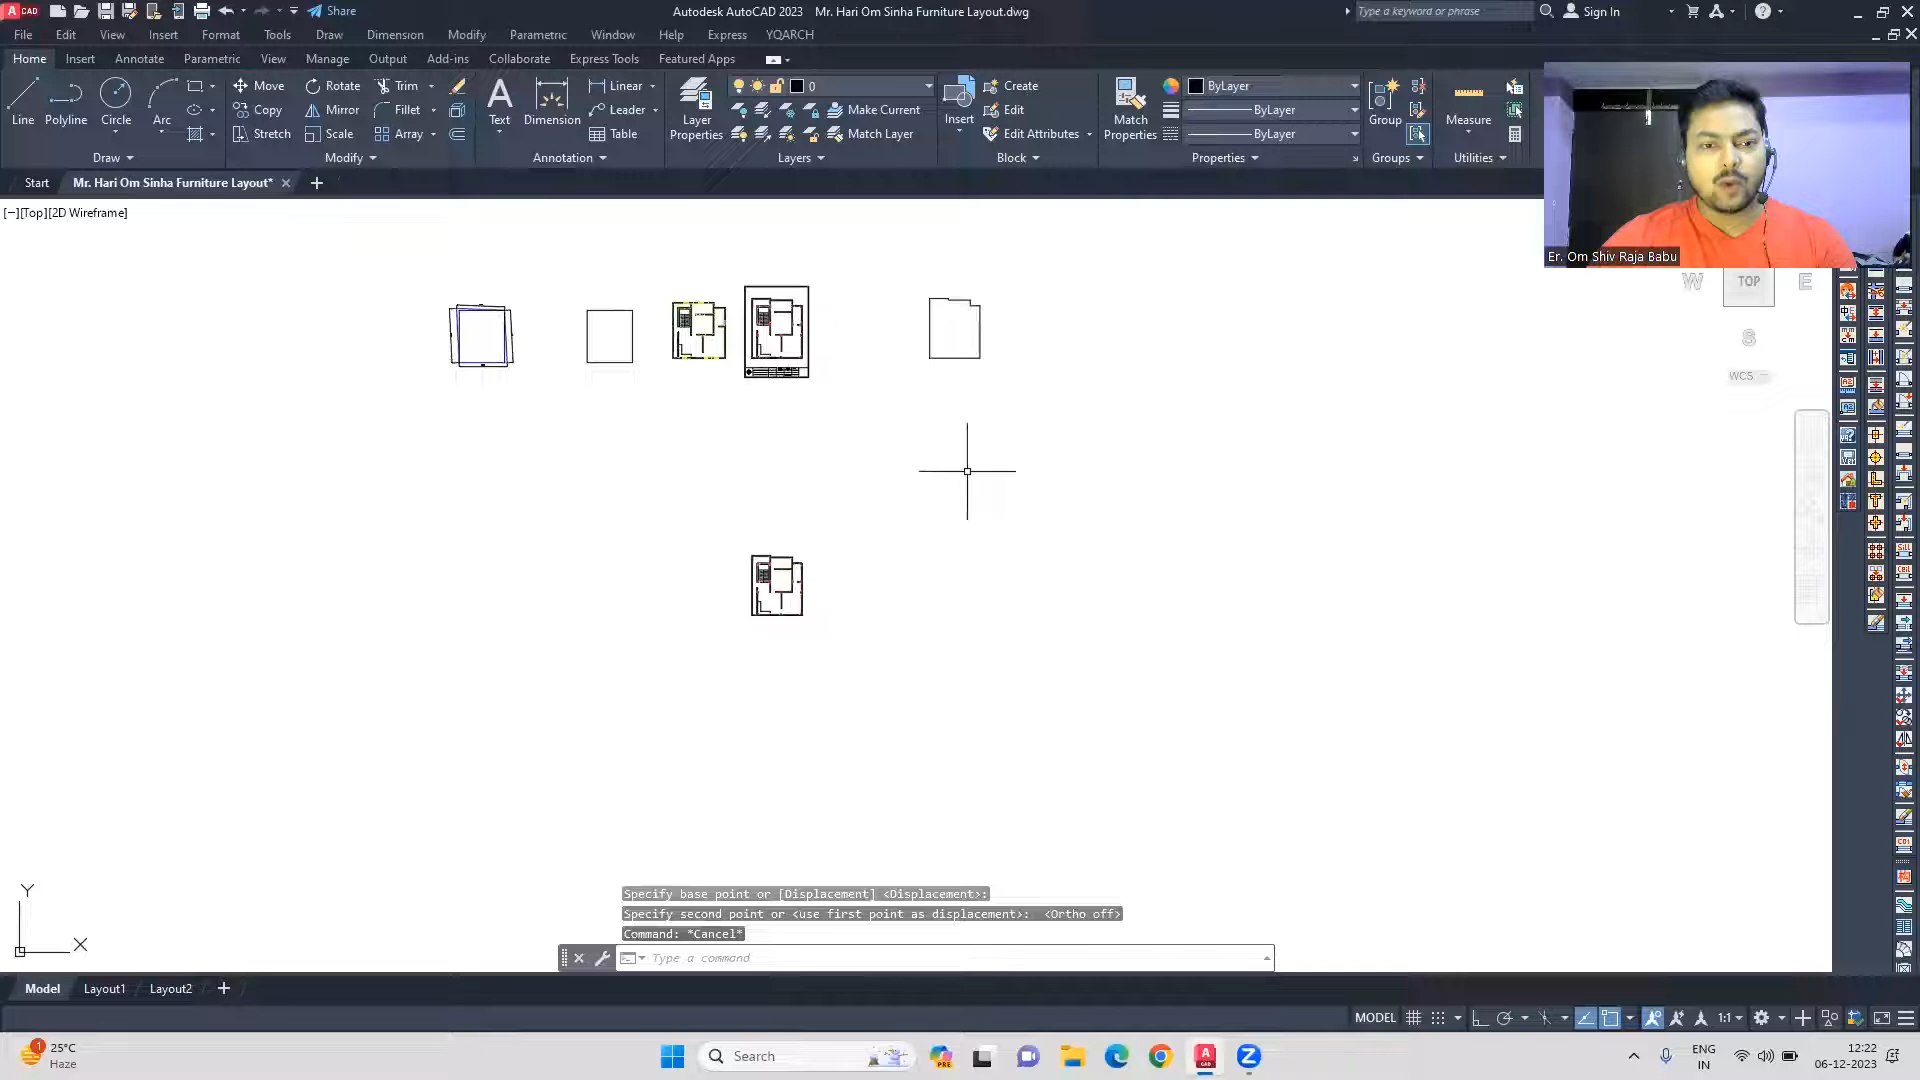 CAD
Share
Autodesk AutoCAD 2023 Mr. Hari Om Sinha Furniture Layout.dwg
Type a keyword or phrase
Sign In
File Edit View Insert Format Tools Draw Dimension Modify Parametric Window Help Express YQARCH
Home Insert Annotate Parametric View Manage Output Add-ins Collaborate Express Tools Featured Apps
Line
Polyline
Circle
Arc
Draw
Move
Rotate
Trim
Copy
Mirror
Fillet
Stretch
Scale
Array
Modify
Text
Dimension
Linear
Leader
Table
Annotation
Layer
Properties
0
Make Current
Match Layer
Layers
Insert
Create
Edit
Edit Attributes
Block
Match
Properties
ByLayer
ByLayer
ByLayer
Properties
Group
Groups
Measure
Utilities
Er. Om Shiv Raja Babu
Start
Mr. Hari Om Sinha Furniture Layout*
[−][Top][2D Wireframe]
W TOP E
S
WCS
Y
X
Specify base point or [Displacement] <Displacement>:
Specify second point or <use first point as displacement>: <Ortho off>
Command: *Cancel*
Type a command
Model Layout1 Layout2
MODEL
1:1
1
25°C
Haze
Search
PRE
A
CAD
ENG
IN
12:22
06-12-2023